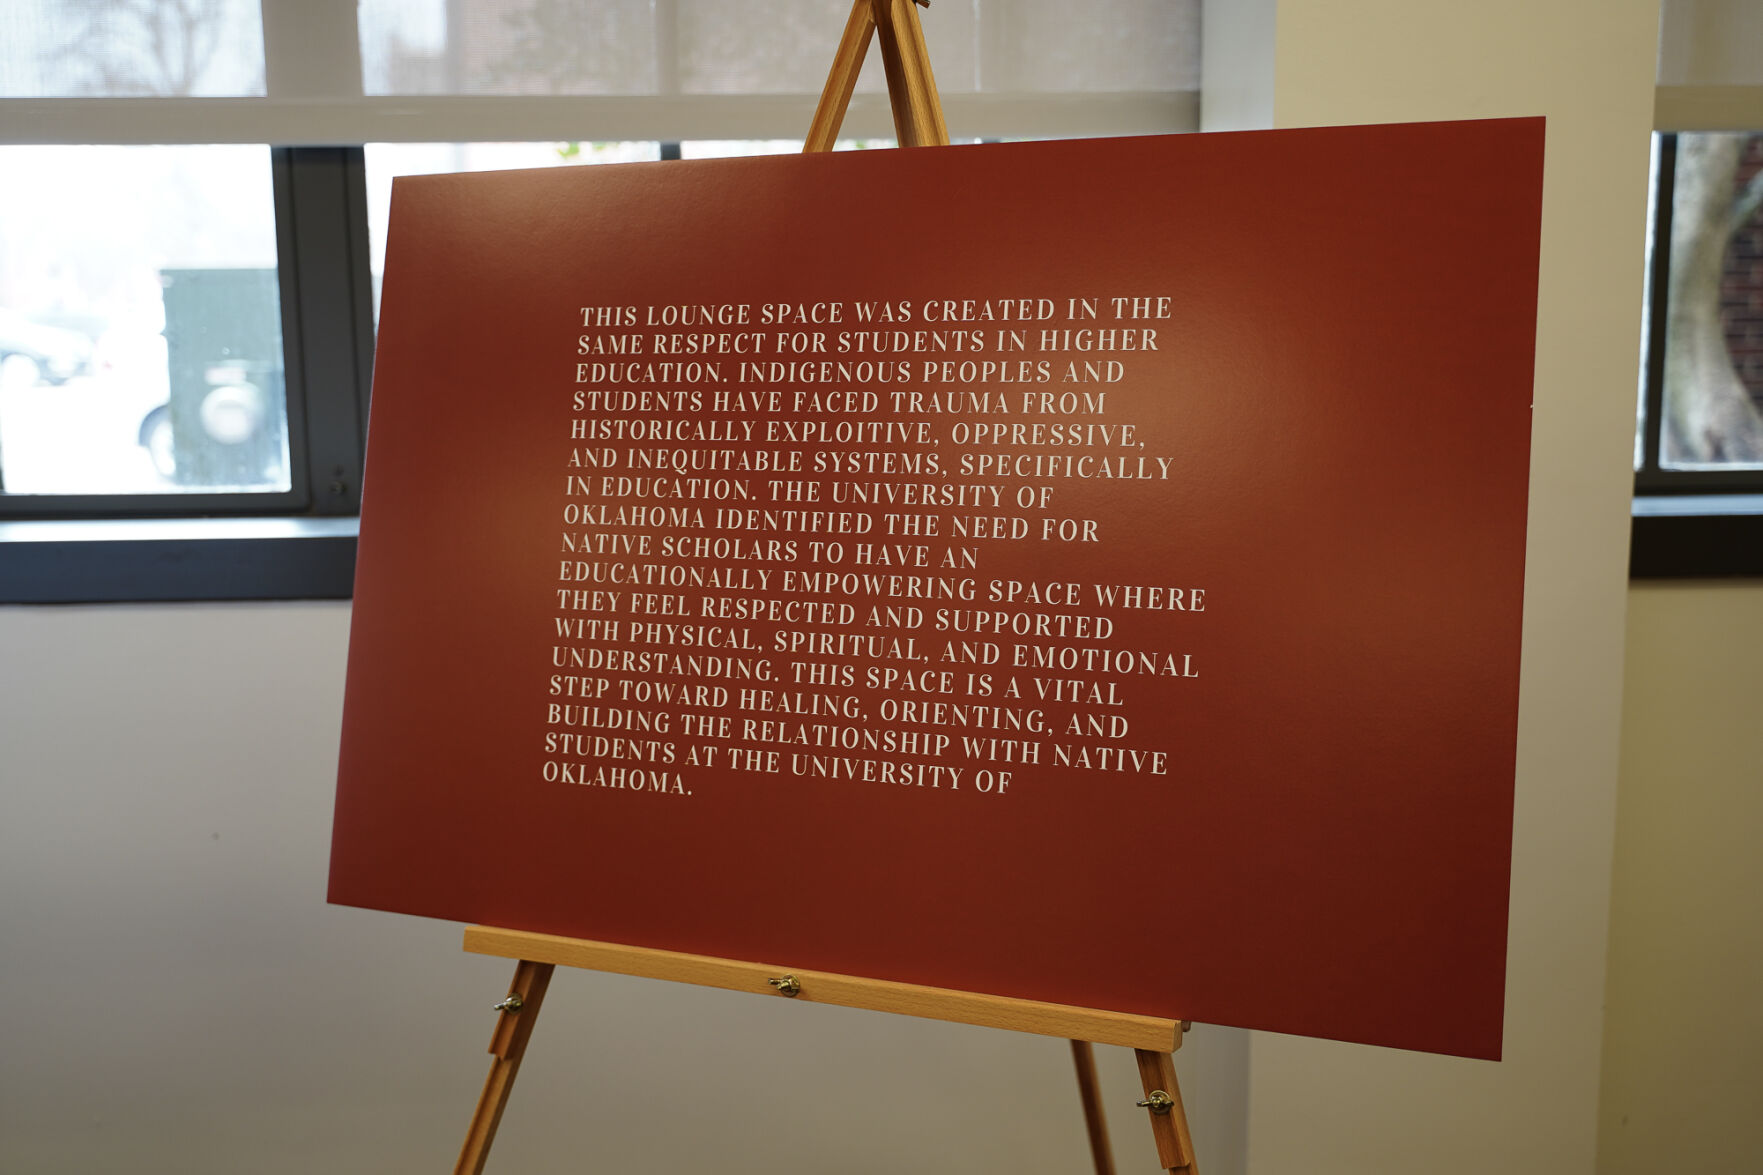 THIS LOUNGE SPACE WAS CREATED IN THE
SAME RESPECT FOR STUDENTS IN HIGHER
EDUCATION. INDIGENOUS PEOPLES AND
STUDENTS HAVE FACED TRAUMA FROM
HISTORICALLY EXPLOITIVE, OPPRESSIVE,
AND INEQUITABLE SYSTEMS, SPECIFICALLY
IN EDUCATION. THE UNIVERSITY OF
OKLAHOMA IDENTIFIED THE NEED FOR
NATIVE SCHOLARS TO HAVE AN
EDUCATIONALLY EMPOWERING SPACE WHERE
THEY FEEL RESPECTED AND SUPPORTED
WITH PHYSICAL, SPIRITUAL, AND EMOTIONAL
UNDERSTANDING. THIS SPACE IS A VITAL
STEP TOWARD HEALING, ORIENTING, AND
BUILDING THE RELATIONSHIP WITH NATIVE
STUDENTS AT THE UNIVERSITY OF
OKLAHOMA.